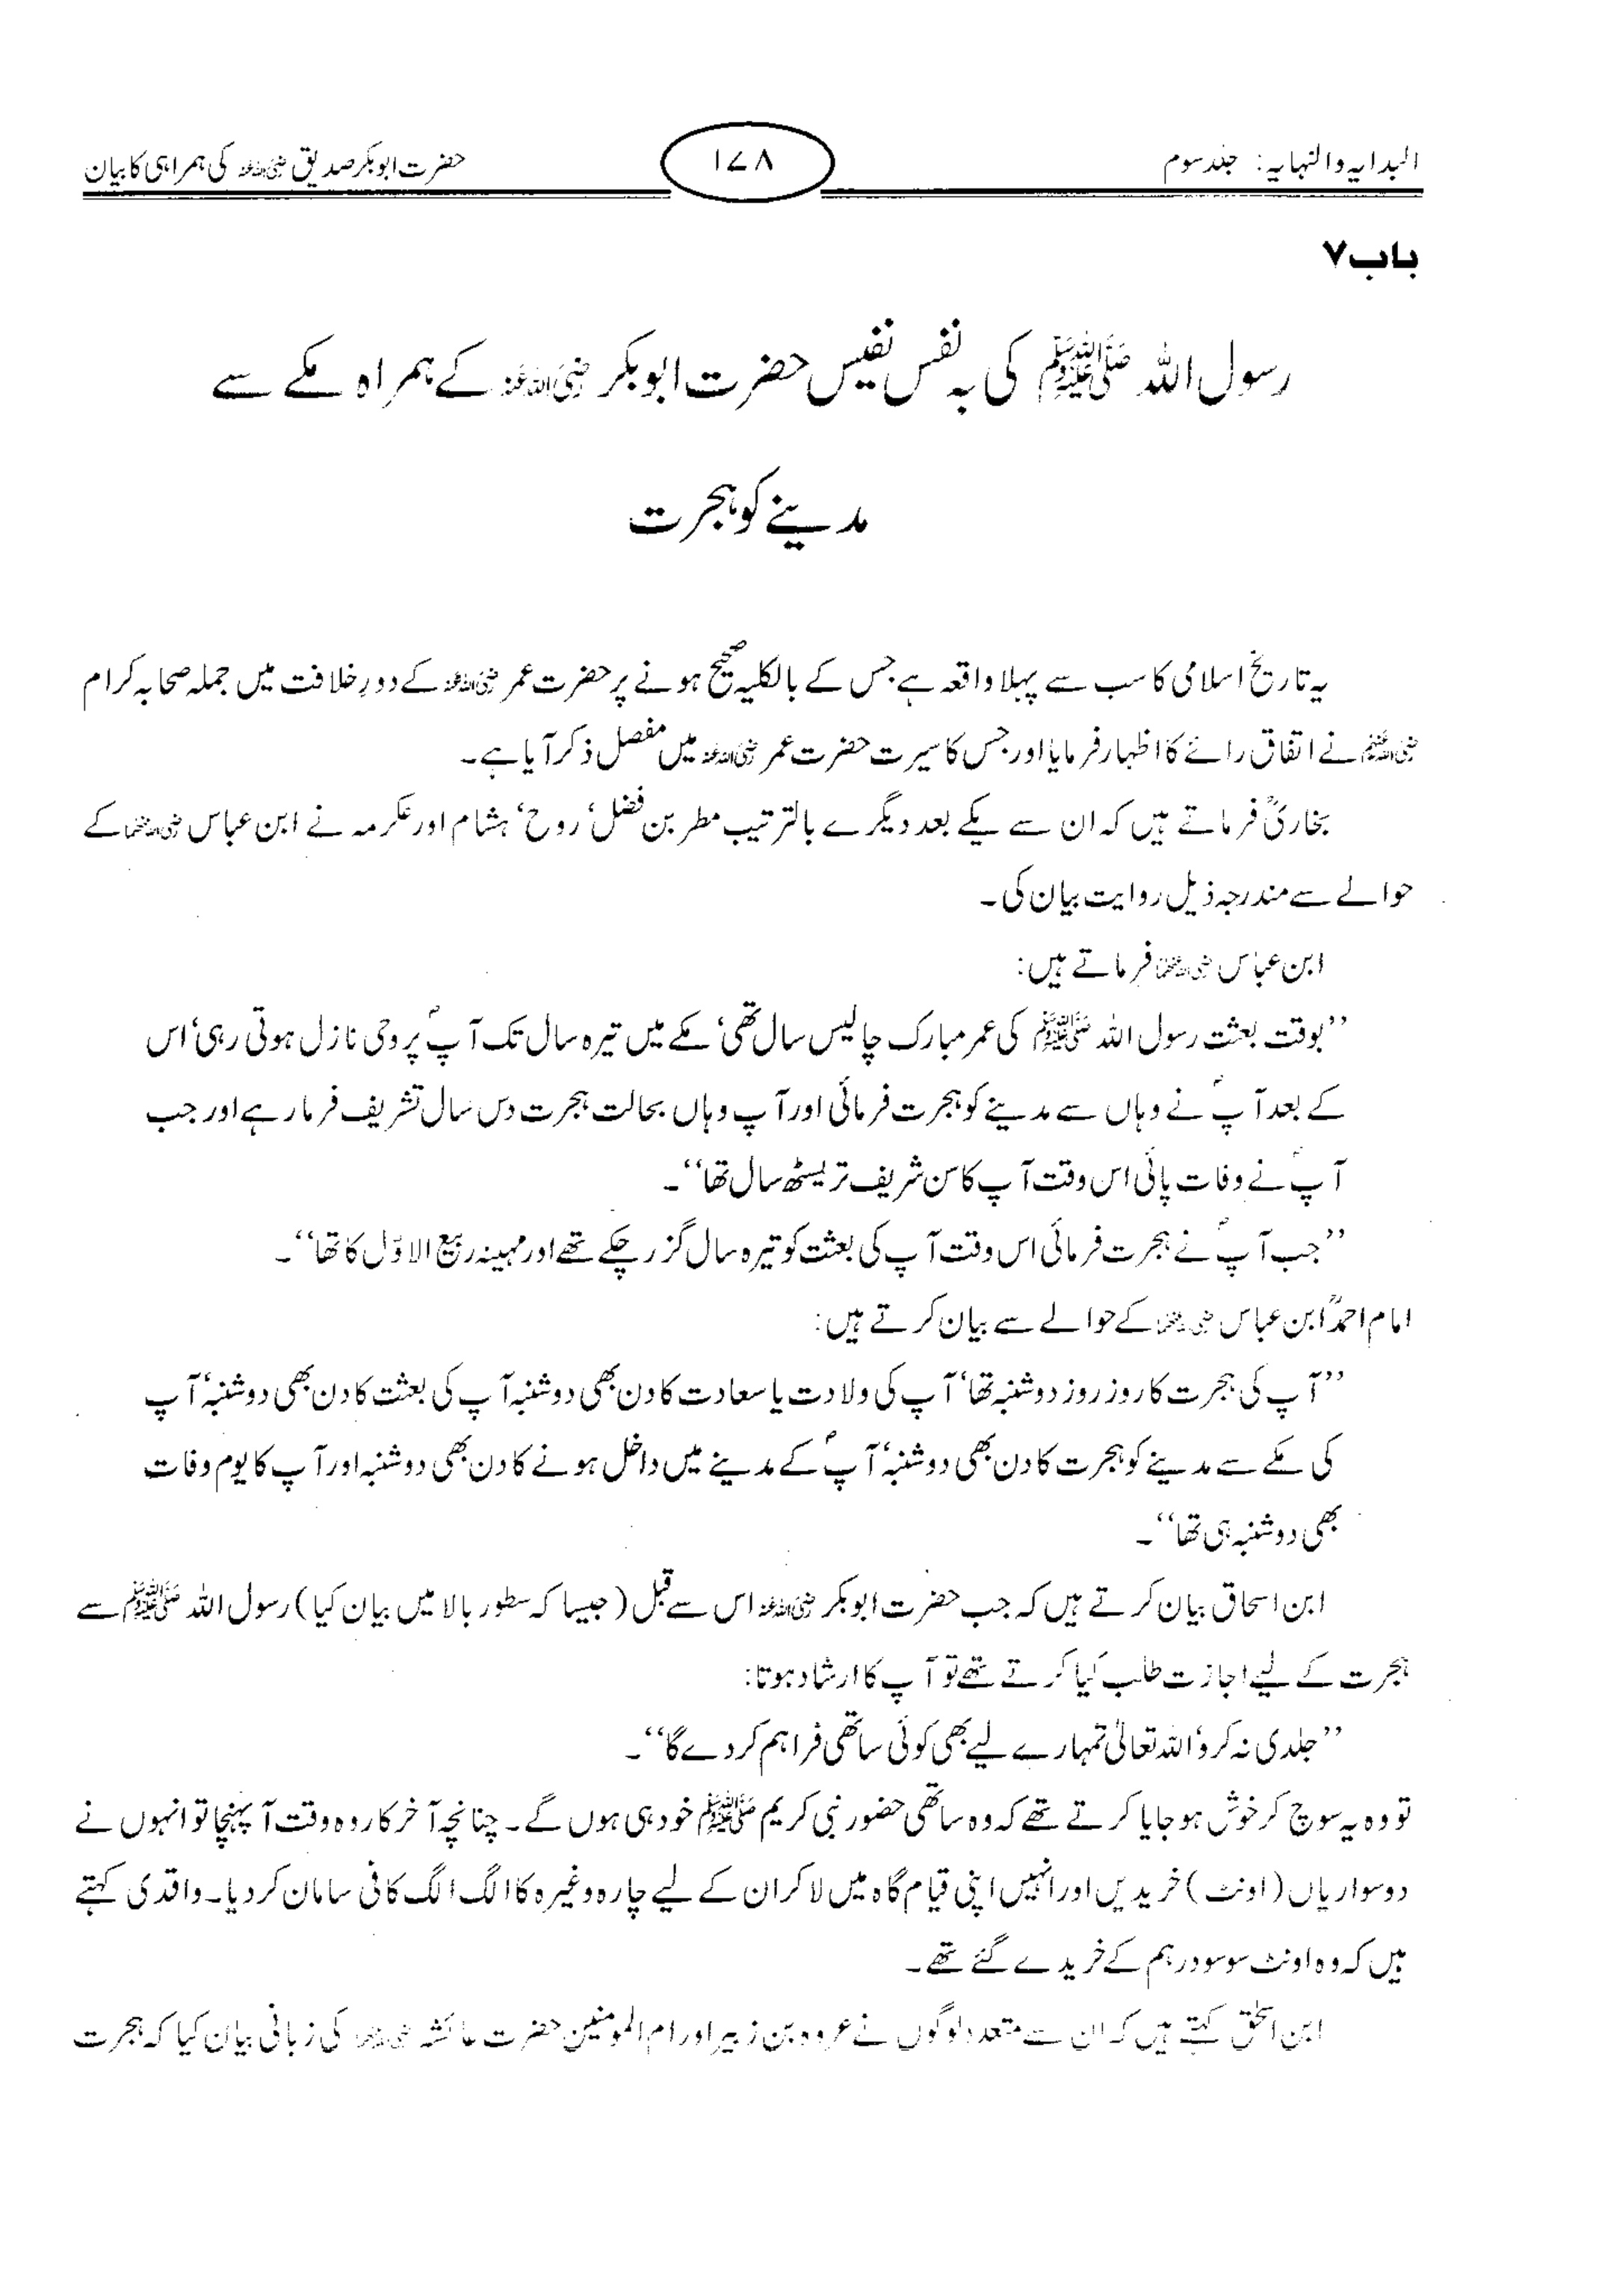 البدایہ والنہایہ: جلد سوم
۱۷۸
حضرت ابوبکر صدیق رضی اللہ عنہ کی ہمراہی کا بیان
باب ۷
رسول اللہ ﷺ کی بہ نفس نفیس حضرت ابوبکر رضی اللہ عنہ کے ہمراہ مکے سے
مدینے کو ہجرت
یہ تاریخ اسلامی کا سب سے پہلا واقعہ ہے جس کے بالکلیہ صحیح ہونے پر حضرت عمر رضی اللہ عنہ کے دورِ خلافت میں جملہ صحابہ کرام
رضی اللہ عنہم نے اتفاق رائے کا اظہار فرمایا اور جس کا سیرت حضرت عمر رضی اللہ عنہ میں مفصل ذکر آیا ہے۔
بخاریؒ فرماتے ہیں کہ ان سے یکے بعد دیگرے بالترتیب مطر بن فضل‘ روح‘ ہشام اور عکرمہ نے ابن عباس رضی اللہ عنہما کے
حوالے سے مندرجہ ذیل روایت بیان کی۔
ابن عباس رضی اللہ عنہما فرماتے ہیں:
’’بوقت بعثت رسول اللہ ﷺ کی عمر مبارک چالیس سال تھی‘ مکے میں تیرہ سال تک آپؐ پر وحی نازل ہوتی رہی‘ اس
کے بعد آپؐ نے وہاں سے مدینے کو ہجرت فرمائی اور آپ وہاں بحالت ہجرت دس سال تشریف فرما رہے اور جب
آپؐ نے وفات پائی اس وقت آپ کا سن شریف تریسٹھ سال تھا‘‘۔
’’جب آپؐ نے ہجرت فرمائی اس وقت آپ کی بعثت کو تیرہ سال گزر چکے تھے اور مہینہ ربیع الاوّل کا تھا‘‘۔
امام احمدؒ ابن عباس رضی اللہ عنہما کے حوالے سے بیان کرتے ہیں:
’’آپ کی ہجرت کا روز روز دوشنبہ تھا‘ آپ کی ولادت با سعادت کا دن بھی دوشنبہ آپ کی بعثت کا دن بھی دوشنبہ‘ آپ
کی مکے سے مدینے کو ہجرت کا دن بھی دوشنبہ‘ آپؐ کے مدینے میں داخل ہونے کا دن بھی دوشنبہ اور آپ کا یوم وفات
بھی دوشنبہ ہی تھا‘‘۔
ابن اسحاق بیان کرتے ہیں کہ جب حضرت ابوبکر رضی اللہ عنہ اس سے قبل (جیسا کہ سطور بالا میں بیان کیا) رسول اللہ ﷺ سے
ہجرت کے لیے اجازت طلب کیا کرتے تھے تو آپ کا ارشاد ہوتا:
’’جلدی نہ کرو‘ اللہ تعالیٰ تمہارے لیے بھی کوئی ساتھی فراہم کر دے گا‘‘۔
تو وہ یہ سوچ کر خوش ہو جایا کرتے تھے کہ وہ ساتھی حضور نبی کریم ﷺ خود ہی ہوں گے۔ چنانچہ آخر کار وہ وقت آ پہنچا تو انہوں نے
دو سواریاں (اونٹ) خریدیں اور انہیں اپنی قیام گاہ میں لا کر ان کے لیے چارہ وغیرہ کا الگ الگ کافی سامان کر دیا۔ واقدی کہتے
ہیں کہ وہ اونٹ سو سو درہم کے خریدے گئے تھے۔
ابن اسحٰق کہتے ہیں کہ ان سے متعدد لوگوں نے عروہ بن زبیر اور ام المومنین حضرت عائشہ رضی اللہ عنہا کی زبانی بیان کیا کہ ہجرت